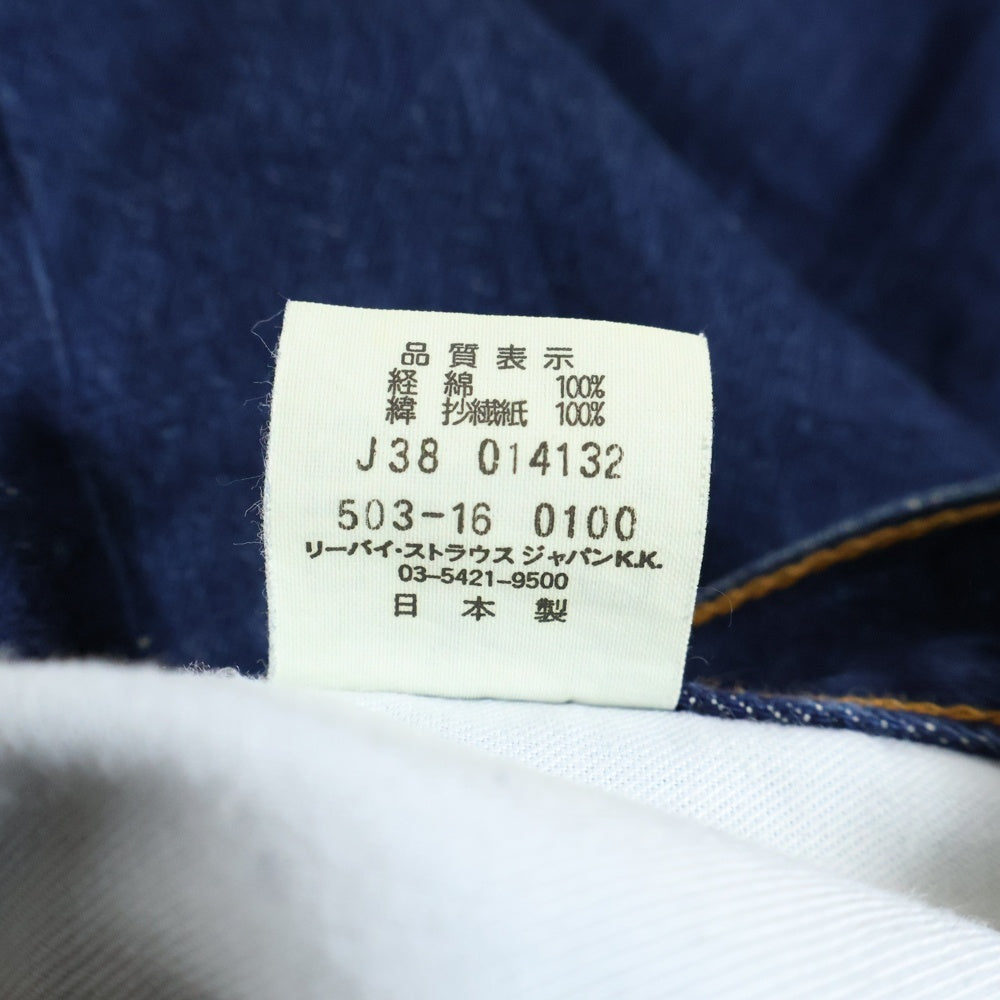 品質表示
経 綿 100%
緯 抄繊紙 100%
J38 014132
503-16 0100
リーバイ・ストラウス ジャパンK.K.
03-5421-9500
日本製